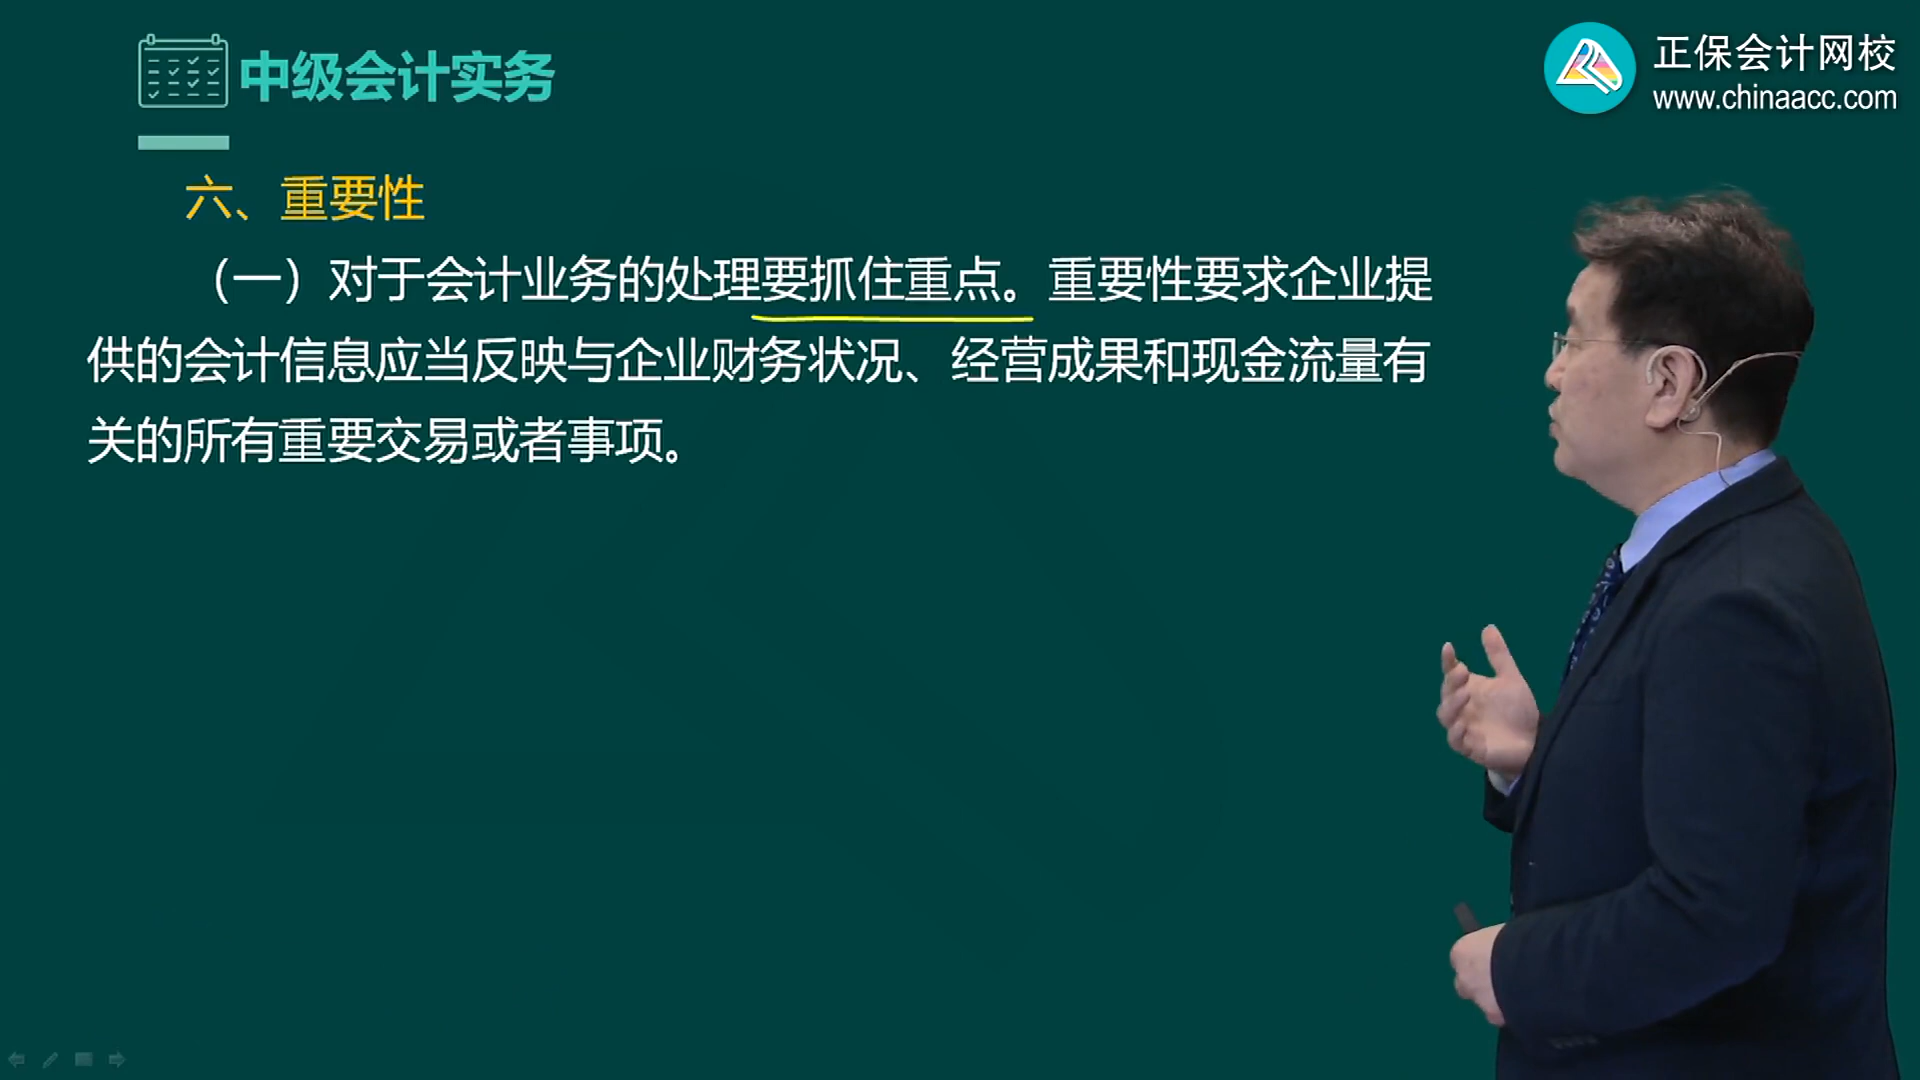 中级会计实务
正保会计网校
www.chinaacc.com
六、重要性
（一）对于会计业务的处理要抓住重点。重要性要求企业提
供的会计信息应当反映与企业财务状况、经营成果和现金流量有
关的所有重要交易或者事项。